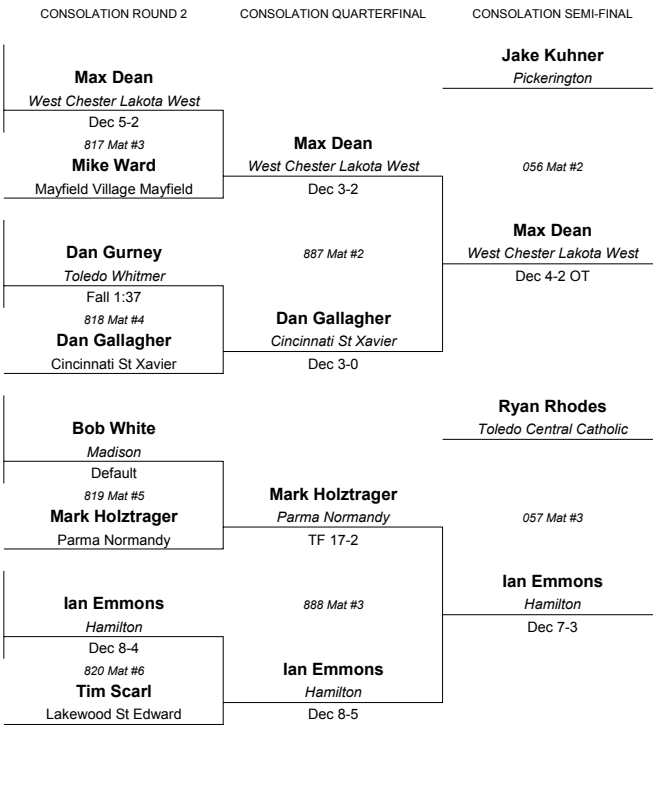 CONSOLATION ROUND 2
CONSOLATION QUARTERFINAL
CONSOLATION SEMI-FINAL
Max Dean
West Chester Lakota West
Dec 5-2
817 Mat #3
Mike Ward
Mayfield Village Mayfield
Dan Gurney
Toledo Whitmer
Fall 1:37
818 Mat #4
Dan Gallagher
Cincinnati St Xavier
Bob White
Madison
Default
819 Mat #5
Mark Holztrager
Parma Normandy
Ian Emmons
Hamilton
Dec 8-4
820 Mat #6
Tim Scarl
Lakewood St Edward
Max Dean
West Chester Lakota West
Dec 3-2
887 Mat #2
Dan Gallagher
Cincinnati St Xavier
Dec 3-0
Mark Holztrager
Parma Normandy
TF 17-2
888 Mat #3
Ian Emmons
Hamilton
Dec 8-5
Jake Kuhner
Pickerington
056 Mat #2
Max Dean
West Chester Lakota West
Dec 4-2 OT
Ryan Rhodes
Toledo Central Catholic
057 Mat #3
Ian Emmons
Hamilton
Dec 7-3